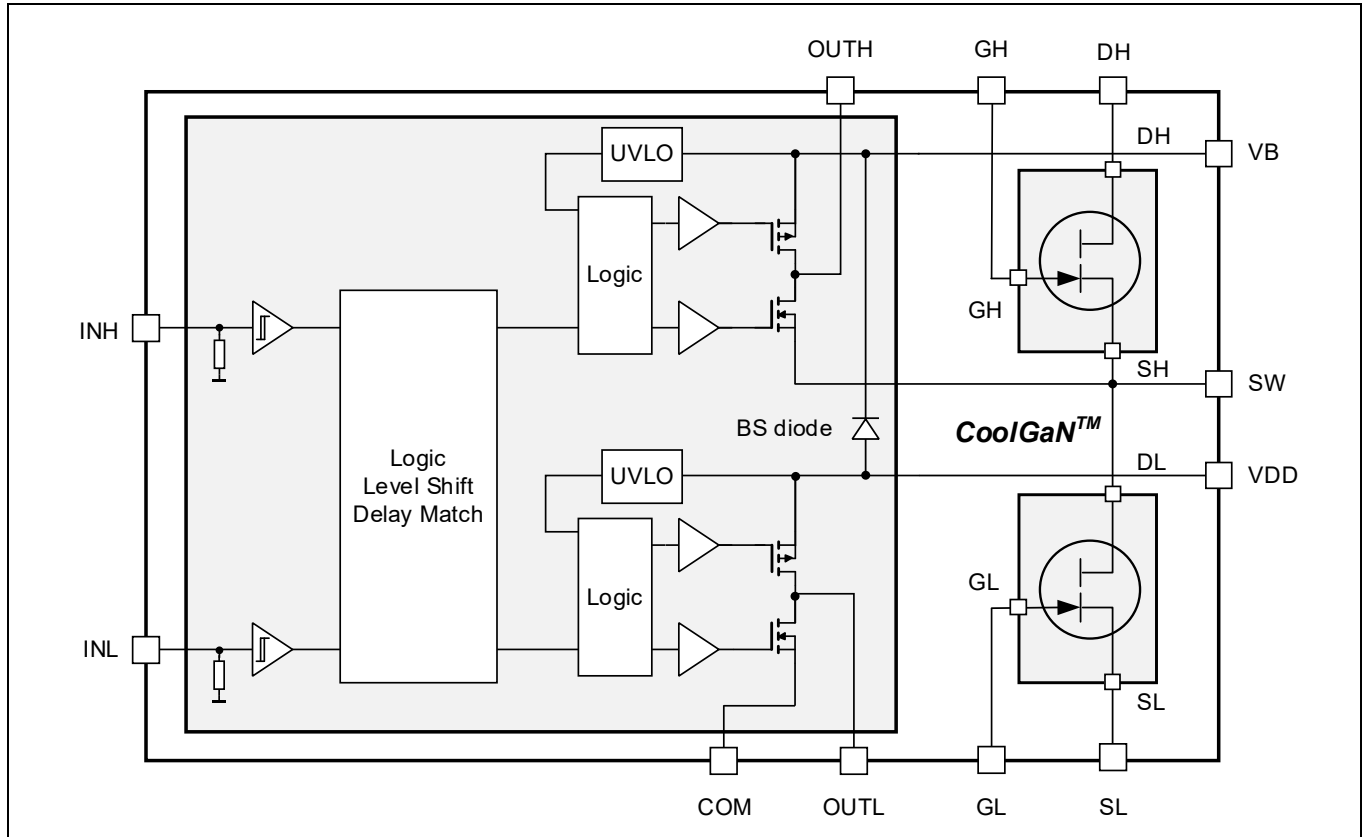 OUTH
GH
DH
DH
UVLO
VB
Logic
GH
INH
SH
SW
BS diode
CoolGaN™
Logic
Level Shift
Delay Match
UVLO
DL
VDD
Logic
GL
INL
SL
COM
OUTL
GL
SL